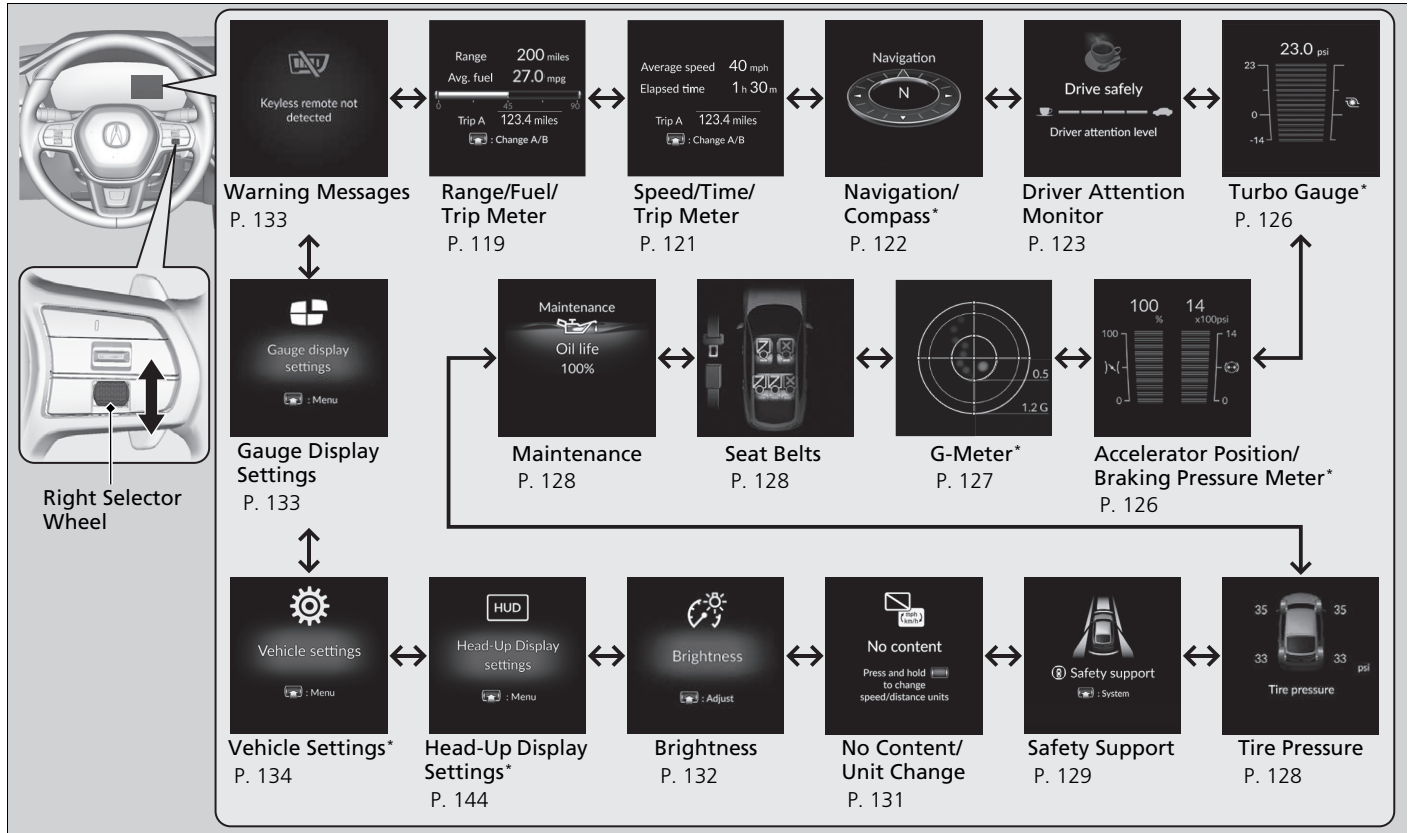 Keyless remote not
detected
Warning Messages
P. 133
Range 200 miles
Avg. fuel 27.0 mpg
0 45 90
Trip A 123.4 miles
: Change A/B
Range/Fuel/
Trip Meter
P. 119
Average speed 40 mph
Elapsed time 1 h 30 m
Trip A 123.4 miles
: Change A/B
Speed/Time/
Trip Meter
P. 121
Navigation
N
Navigation/
Compass*
P. 122
Drive safely
Driver attention level
Driver Attention
Monitor
P. 123
23.0 psi
23
0
-14
Turbo Gauge*
P. 126
Gauge display
settings
: Menu
Gauge Display
Settings
P. 133
Maintenance
Oil life
100%
Maintenance
P. 128
Seat Belts
P. 128
0.5
1.2 G
G-Meter*
P. 127
100 14
% x100psi
100 14
0 0
Accelerator Position/
Braking Pressure Meter*
P. 126
Right Selector
Wheel
Vehicle settings
: Menu
Vehicle Settings*
P. 134
HUD
Head-Up Display
settings
: Menu
Head-Up Display
Settings*
P. 144
Brightness
: Adjust
Brightness
P. 132
mph
km/h
No content
Press and hold
to change
speed/distance units
No Content/
Unit Change
P. 131
Safety support
: System
Safety Support
P. 129
35 35
33 33 psi
Tire pressure
Tire Pressure
P. 128